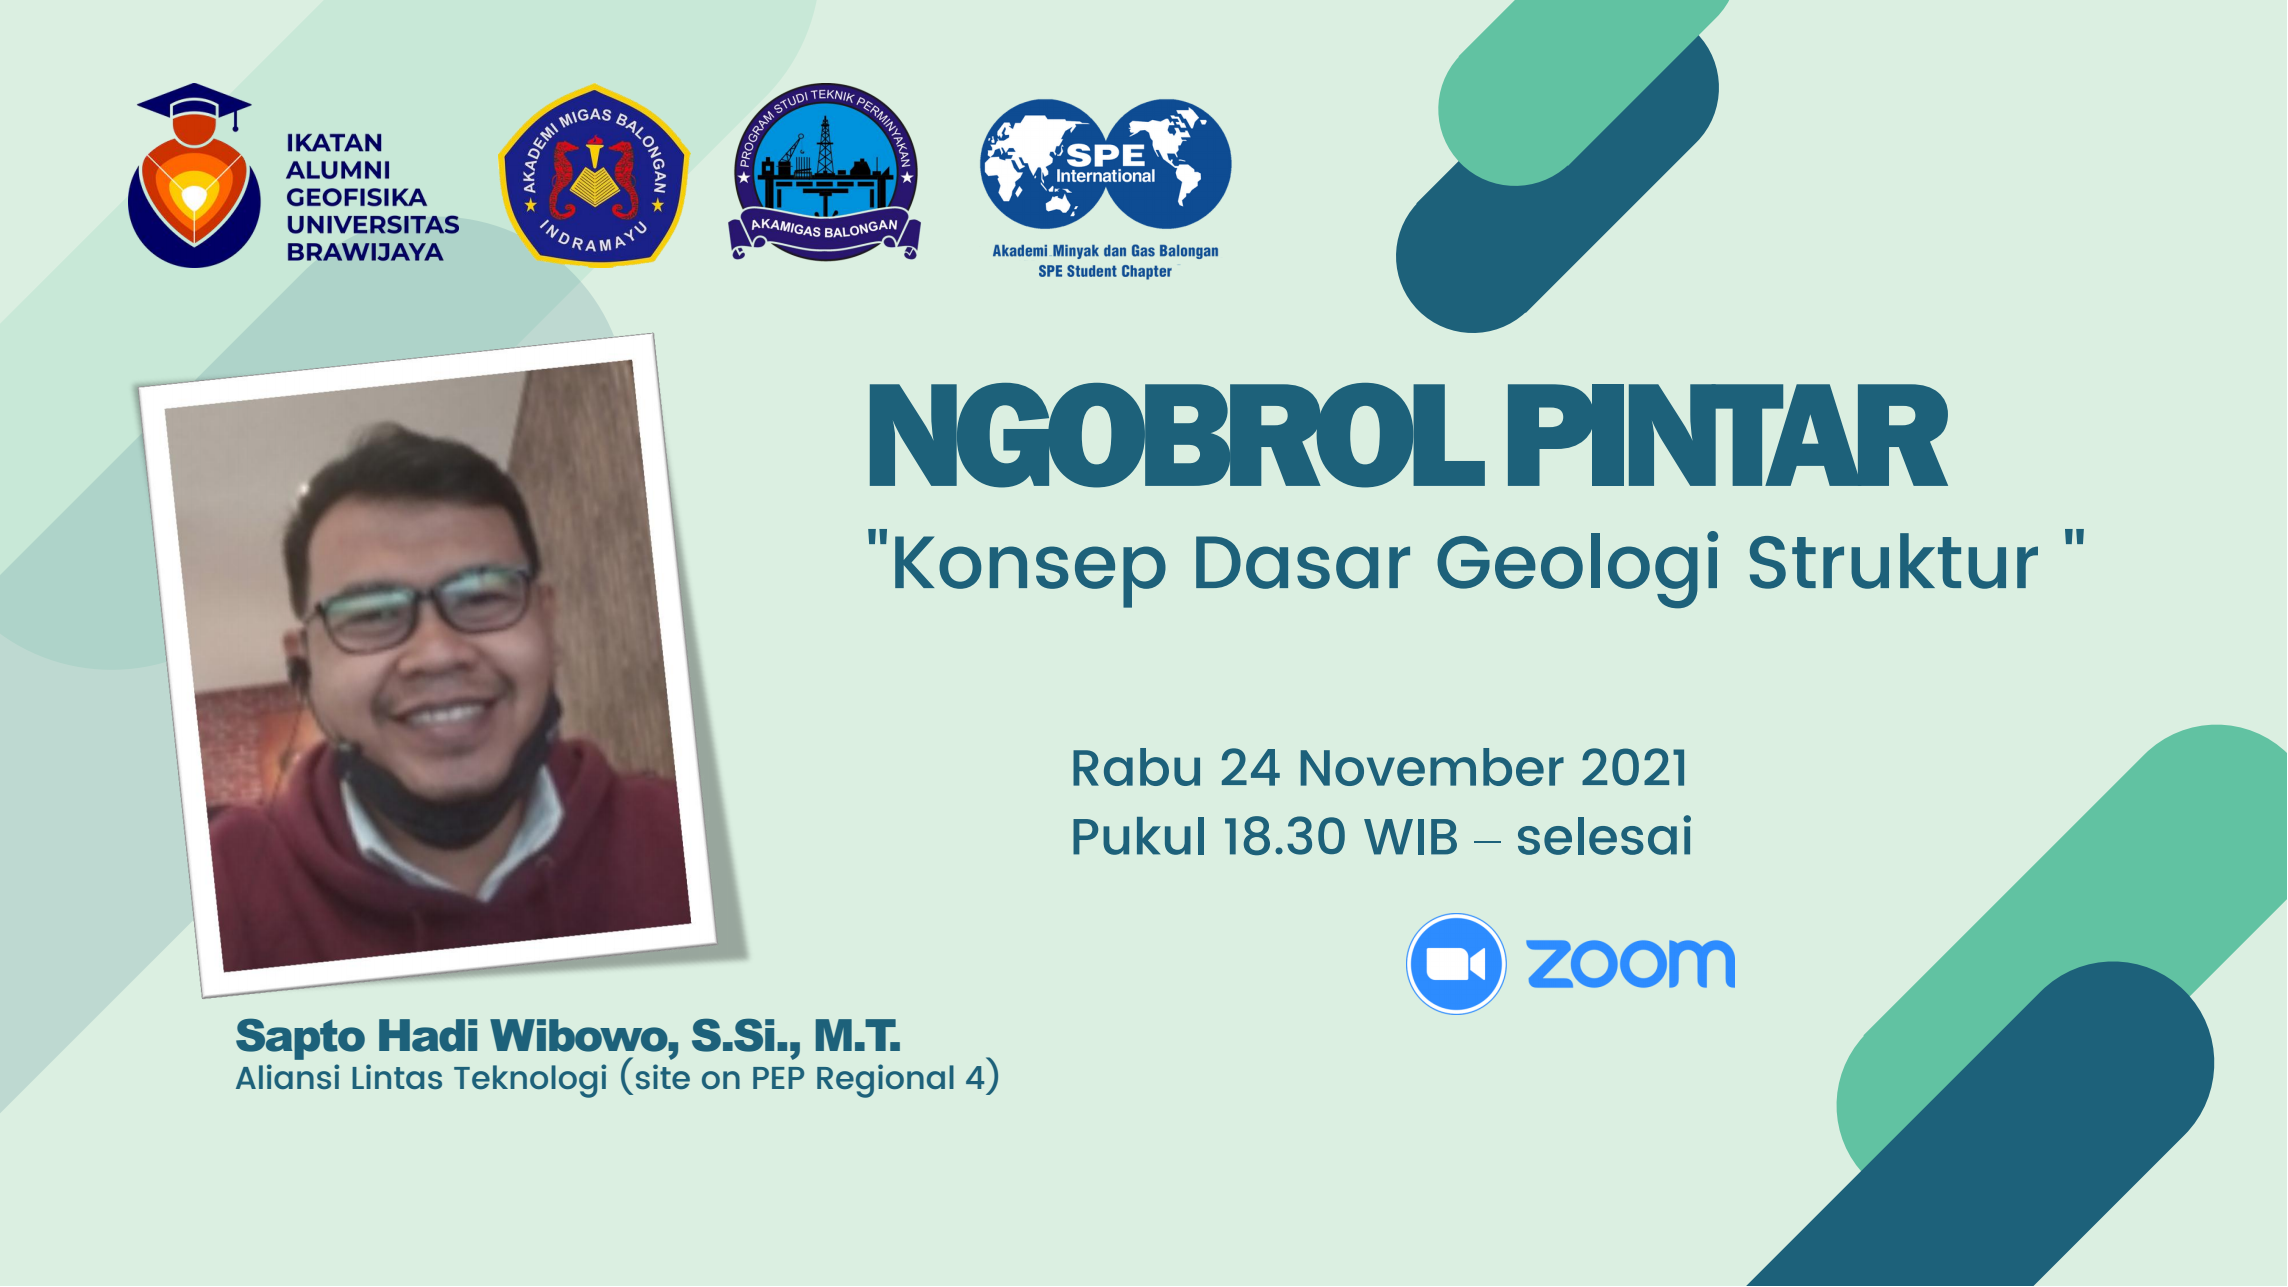 IKATAN
ALUMNI
GEOFISIKA
UNIVERSITAS
BRAWIJAYA
AKADEMI MIGAS BALONGAN
INDRAMAYU
PROGRAM STUDI TEKNIK PERMINYAKAN
AKAMIGAS BALONGAN
SPE
International
Akademi Minyak dan Gas Balongan
SPE Student Chapter
NGOBROL PINTAR
"Konsep Dasar Geologi Struktur "
Rabu 24 November 2021
Pukul 18.30 WIB – selesai
zoom
Sapto Hadi Wibowo, S.Si., M.T.
Aliansi Lintas Teknologi (site on PEP Regional 4)